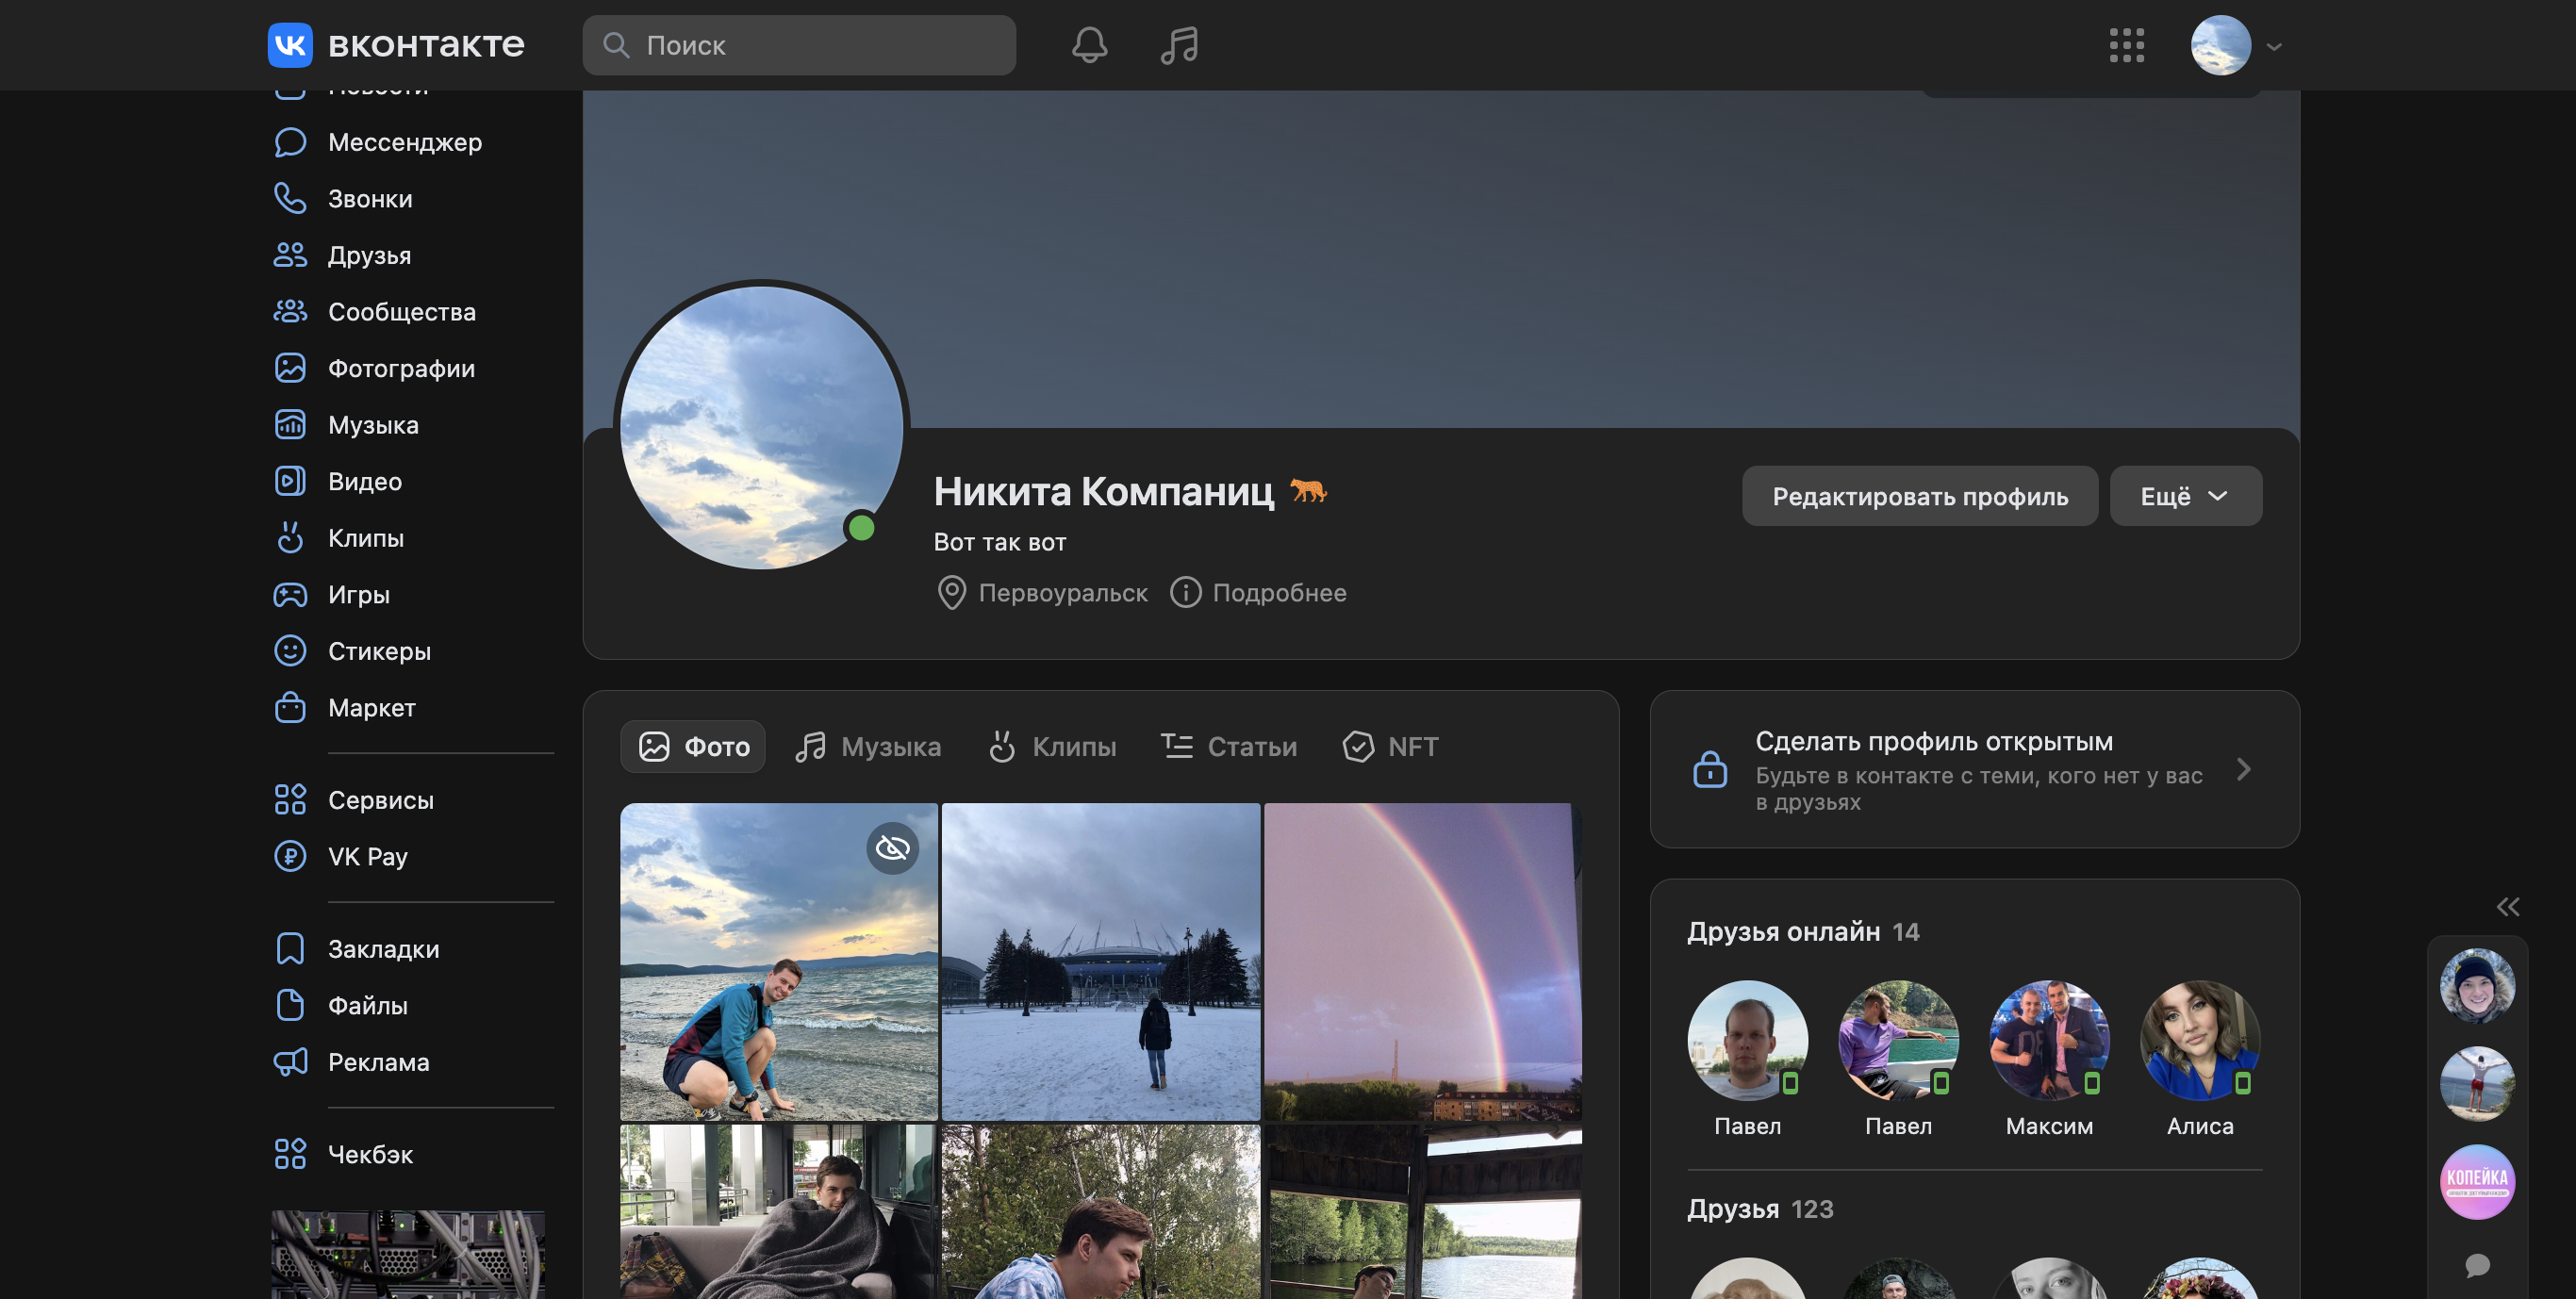 вконтакте
Поиск
Новости
Мессенджер
Звонки
Друзья
Сообщества
Фотографии
Музыка
Видео
Клипы
Игры
Стикеры
Маркет
Сервисы
VK Pay
Закладки
Файлы
Реклама
Чекбэк
Никита Компаниц
Вот так вот
Первоуральск Подробнее
Редактировать профиль Ещё
Фото Музыка Клипы Статьи NFT
Сделать профиль открытым
Будьте в контакте с теми, кого нет у вас
в друзьях
Друзья онлайн 14
Павел Павел Максим Алиса
Друзья 123
КОПЕЙКА